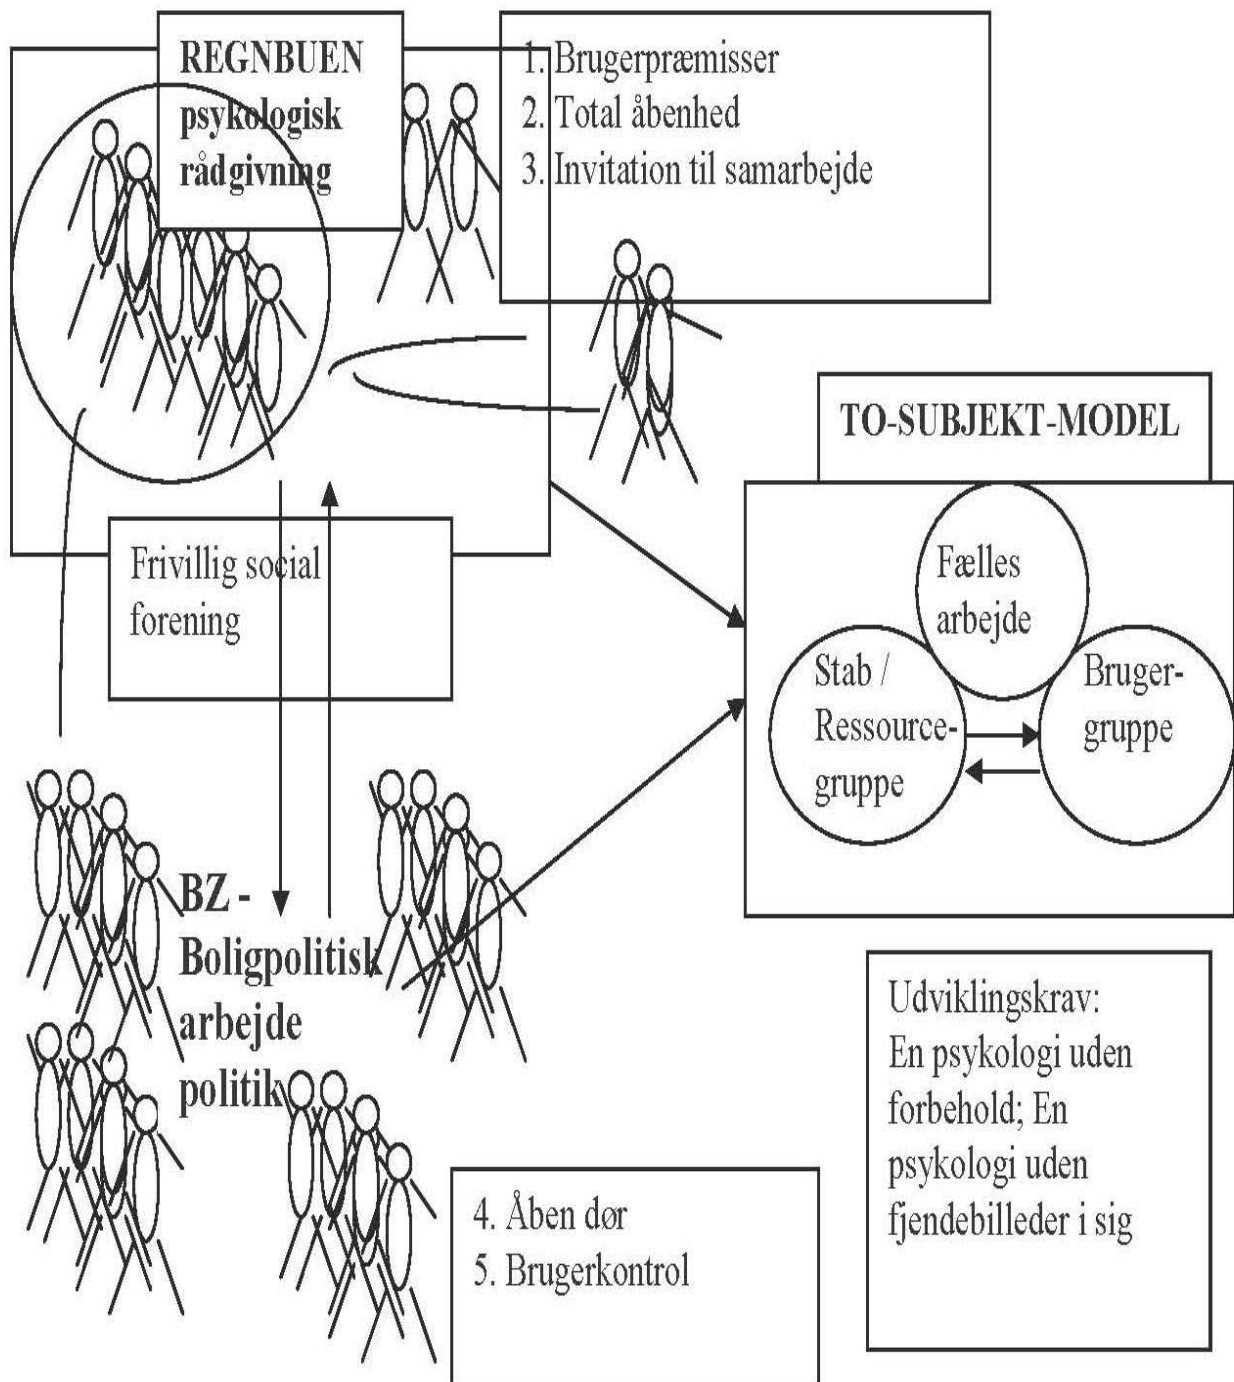 REGNBUEN
psykologisk
rådgivning
1. Brugerpræmisser
2. Total åbenhed
3. Invitation til samarbejde
TO-SUBJEKT-MODEL
Fælles
arbejde
Stab /
Ressource-
gruppe
Bruger-
gruppe
Frivillig social
forening
BZ -
Boligpolitisk
arbejde
politik
Udviklingskrav:
En psykologi uden
forbehold; En
psykologi uden
fjendebilleder i sig
4. Åben dør
5. Brugerkontrol